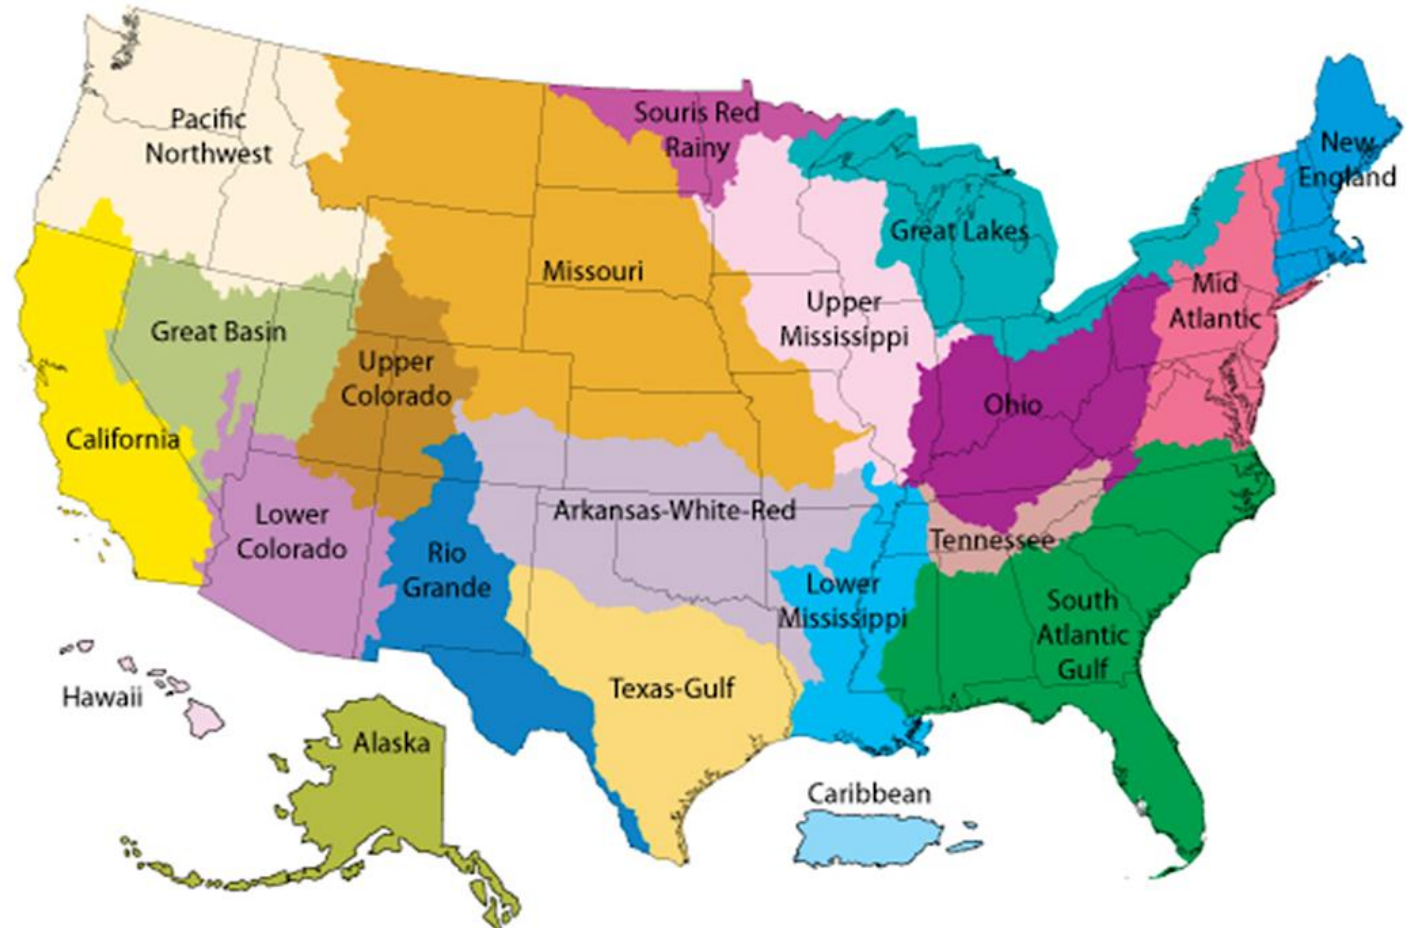 Pacific
Northwest
Souris Red
Rainy
New
England
Great Lakes
Missouri
Mid
Atlantic
Upper
Mississippi
Great Basin
Upper
Colorado
Ohio
California
Arkansas-White-Red
Lower
Colorado
Tennessee
Rio
Grande
Lower
Mississippi
South
Atlantic
Gulf
Texas-Gulf
Hawaii
Alaska
Caribbean